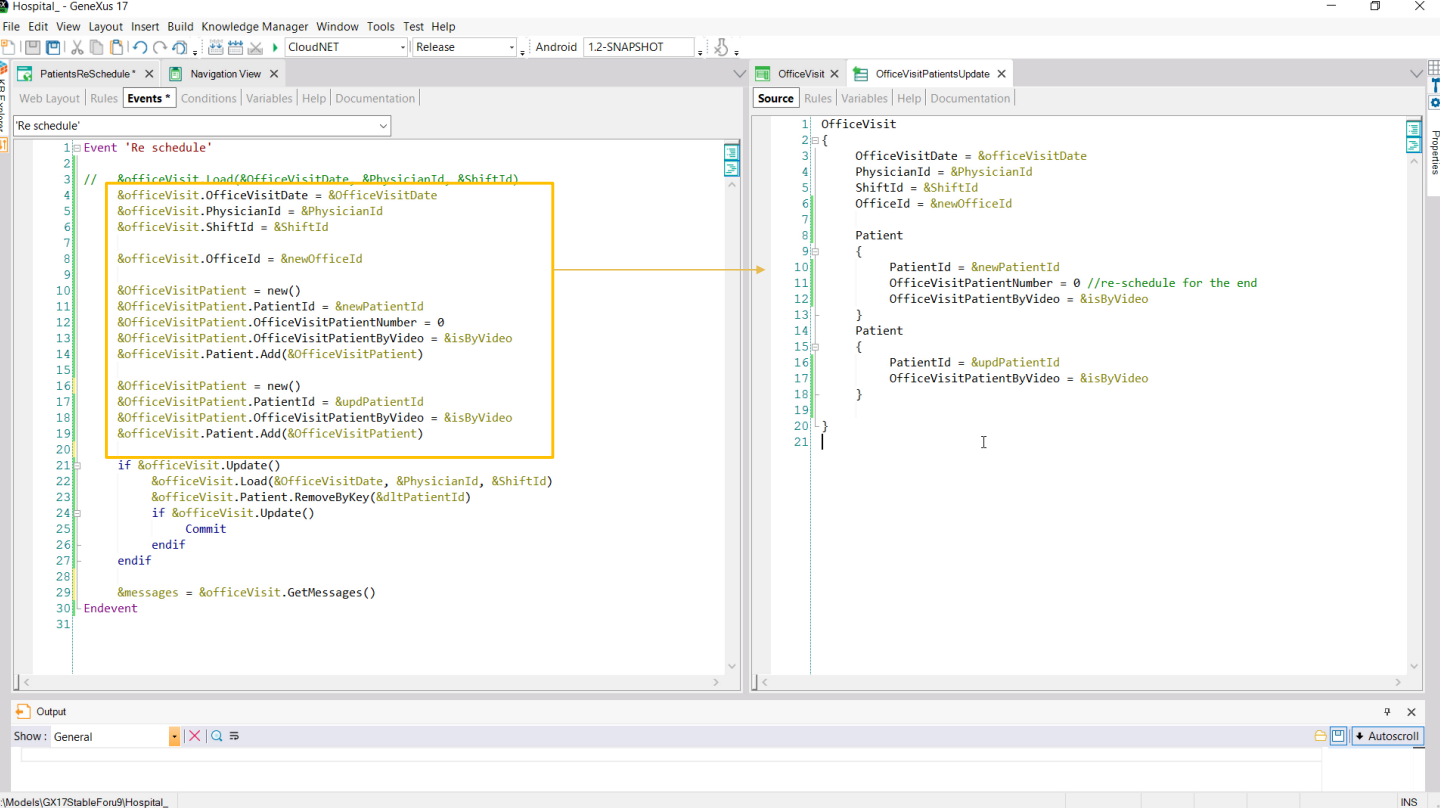 Hospital_ - GeneXus 17
File Edit View Layout Insert Build Knowledge Manager Window Tools Test Help
CloudNET Release Android 1.2-SNAPSHOT
PatientsReSchedule * Navigation View
Web Layout Rules Events * Conditions Variables Help Documentation
'Re schedule'
1 Event 'Re schedule'
2
3 // &officeVisit.Load(&OfficeVisitDate, &PhysicianId, &ShiftId)
4 &officeVisit.OfficeVisitDate = &OfficeVisitDate
5 &officeVisit.PhysicianId = &PhysicianId
6 &officeVisit.ShiftId = &ShiftId
7
8 &officeVisit.OfficeId = &newOfficeId
9
10 &OfficeVisitPatient = new()
11 &OfficeVisitPatient.PatientId = &newPatientId
12 &OfficeVisitPatient.OfficeVisitPatientNumber = 0
13 &OfficeVisitPatient.OfficeVisitPatientByVideo = &isByVideo
14 &officeVisit.Patient.Add(&OfficeVisitPatient)
15
16 &OfficeVisitPatient = new()
17 &OfficeVisitPatient.PatientId = &updPatientId
18 &OfficeVisitPatient.OfficeVisitPatientByVideo = &isByVideo
19 &officeVisit.Patient.Add(&OfficeVisitPatient)
20
21 if &officeVisit.Update()
22 &officeVisit.Load(&OfficeVisitDate, &PhysicianId, &ShiftId)
23 &officeVisit.Patient.RemoveByKey(&dltPatientId)
24 if &officeVisit.Update()
25 Commit
26 endif
27 endif
28
29 &messages = &officeVisit.GetMessages()
30 Endevent
31
OfficeVisit OfficeVisitPatientsUpdate
Source Rules Variables Help Documentation
1 OfficeVisit
2 {
3 OfficeVisitDate = &officeVisitDate
4 PhysicianId = &PhysicianId
5 ShiftId = &ShiftId
6 OfficeId = &newOfficeId
7
8 Patient
9 {
10 PatientId = &newPatientId
11 OfficeVisitPatientNumber = 0 //re-schedule for the end
12 OfficeVisitPatientByVideo = &isByVideo
13 }
14 Patient
15 {
16 PatientId = &updPatientId
17 OfficeVisitPatientByVideo = &isByVideo
18 }
19
20 }
21
Properties
Output
Show : General
Autoscroll
:\Models\GX17StableForu9\Hospital_
INS